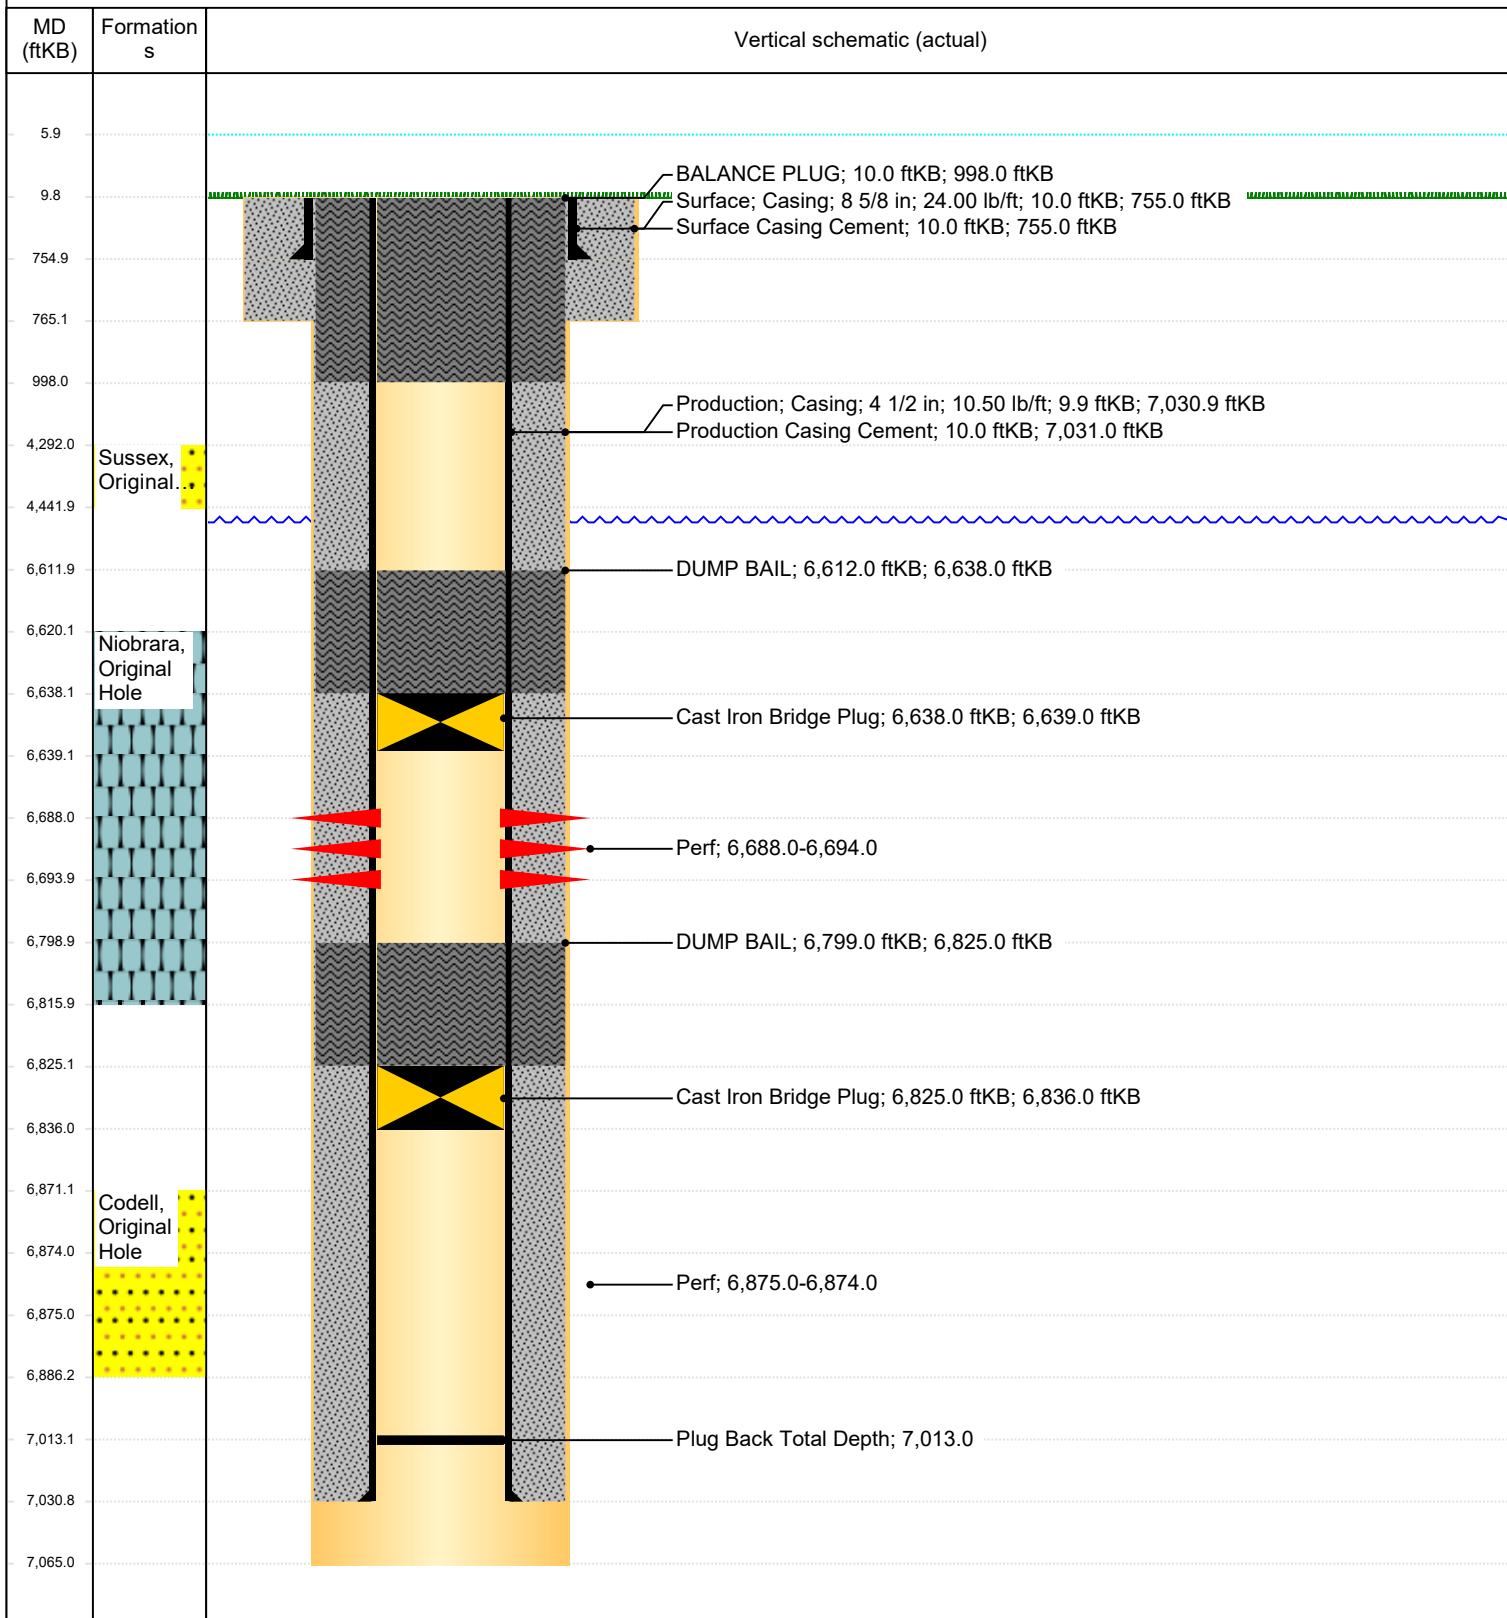 MD
(ftKB)
Formation
s
Vertical schematic (actual)
5.9
9.8
BALANCE PLUG; 10.0 ftKB; 998.0 ftKB
Surface; Casing; 8 5/8 in; 24.00 lb/ft; 10.0 ftKB; 755.0 ftKB
Surface Casing Cement; 10.0 ftKB; 755.0 ftKB
754.9
765.1
998.0
Production; Casing; 4 1/2 in; 10.50 lb/ft; 9.9 ftKB; 7,030.9 ftKB
Production Casing Cement; 10.0 ftKB; 7,031.0 ftKB
4,292.0
Sussex,
Original...
4,441.9
6,611.9
DUMP BAIL; 6,612.0 ftKB; 6,638.0 ftKB
6,620.1
Niobrara,
Original
Hole
6,638.1
Cast Iron Bridge Plug; 6,638.0 ftKB; 6,639.0 ftKB
6,639.1
6,688.0
Perf; 6,688.0-6,694.0
6,693.9
6,798.9
DUMP BAIL; 6,799.0 ftKB; 6,825.0 ftKB
6,815.9
6,825.1
Cast Iron Bridge Plug; 6,825.0 ftKB; 6,836.0 ftKB
6,836.0
6,871.1
Codell,
Original
Hole
6,874.0
Perf; 6,875.0-6,874.0
6,875.0
6,886.2
7,013.1
Plug Back Total Depth; 7,013.0
7,030.8
7,065.0